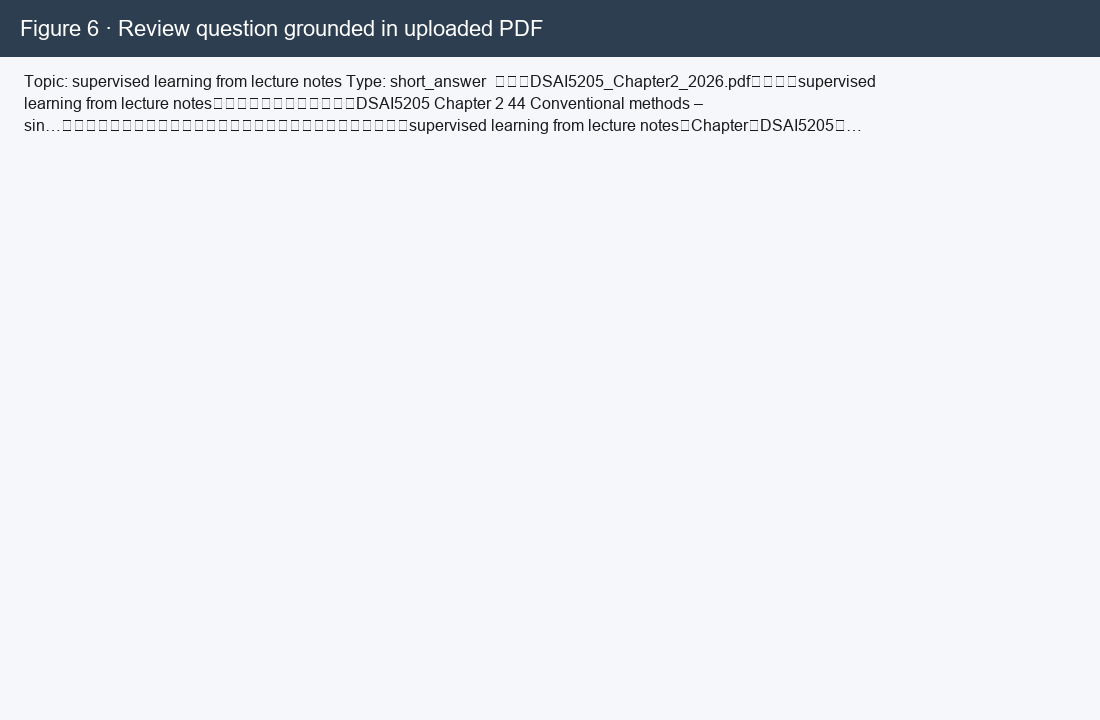 Figure 6 · Review question grounded in uploaded PDF
Topic: supervised learning from lecture notes Type: short_answer □□□DSAI5205_Chapter2_2026.pdf□□□□supervised
learning from lecture notes□□□□□□□□□□□□DSAI5205 Chapter 2 44 Conventional methods –
sin…□□□□□□□□□□□□□□□□□□□□□□□□□□□□□supervised learning from lecture notes□Chapter□DSAI5205□…